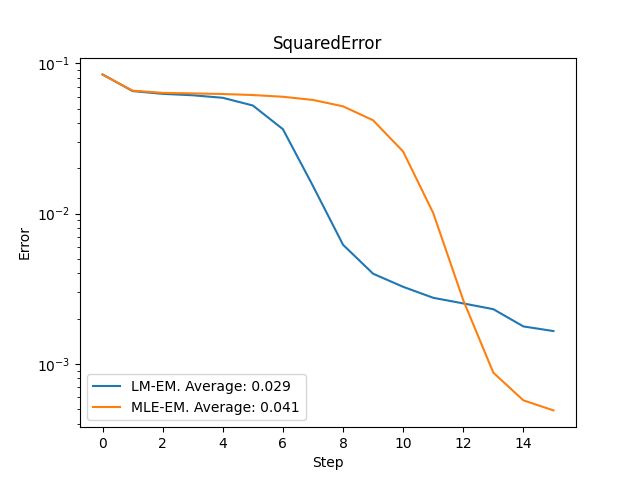 SquaredError
10⁻¹
10⁻²
10⁻³
Error
LM-EM. Average: 0.029
MLE-EM. Average: 0.041
0 2 4 6 8 10 12 14
Step